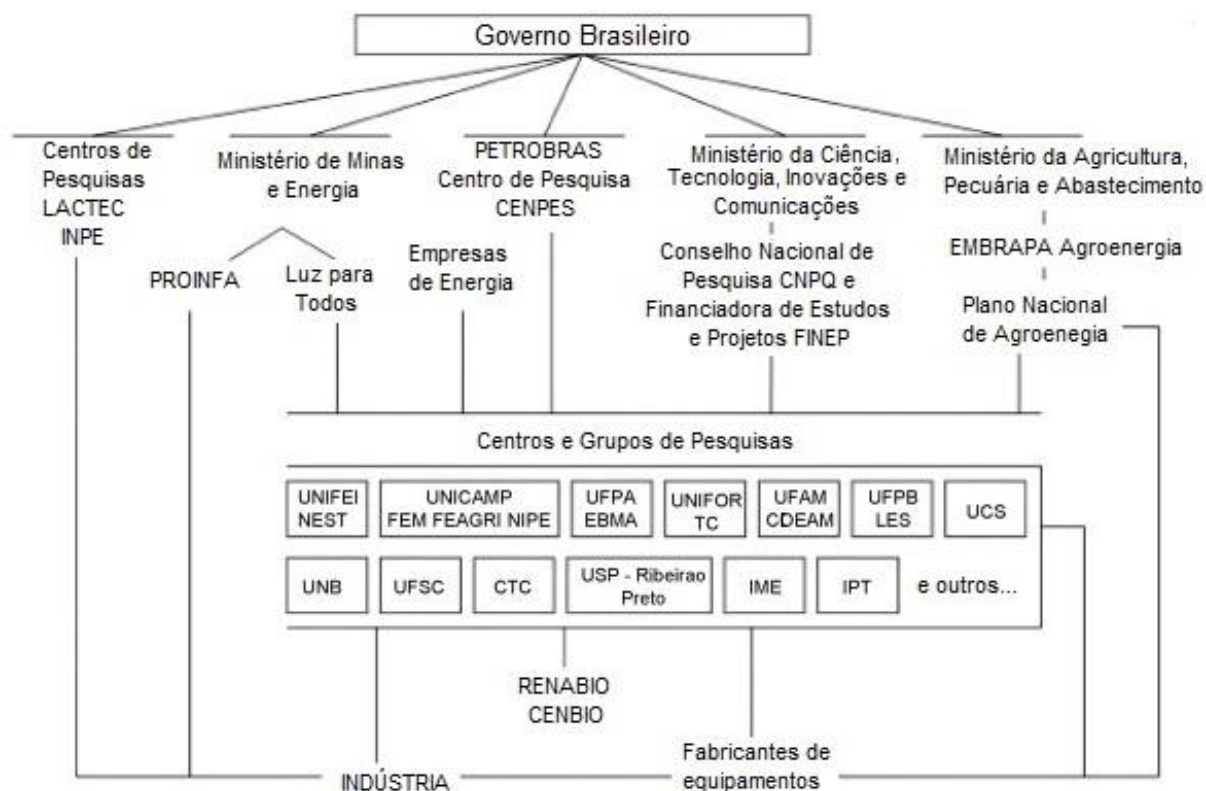 Governo Brasileiro
Centros de
Pesquisas
LACTEC
INPE
Ministério de Minas
e Energia
PETROBRAS
Centro de Pesquisa
CENPES
Ministério da Ciência,
Tecnologia, Inovações e
Comunicações
Ministério da Agricultura,
Pecuária e Abastecimento
PROINFA
Luz para
Todos
Empresas
de Energia
Conselho Nacional de
Pesquisa CNPQ e
Financiadora de Estudos
e Projetos FINEP
EMBRAPA Agroenergia
Plano Nacional
de Agroenegia
Centros e Grupos de Pesquisas
UNIFEI
NEST
UNICAMP
FEM FEAGRI NIPE
UFPA
EBMA
UNIFOR
TC
UFAM
CDEAM
UFPB
LES
UCS
UNB
UFSC
CTC
USP - Ribeirao
Preto
IME
IPT
e outros...
RENABIO
CENBIO
INDÚSTRIA
Fabricantes de
equipamentos